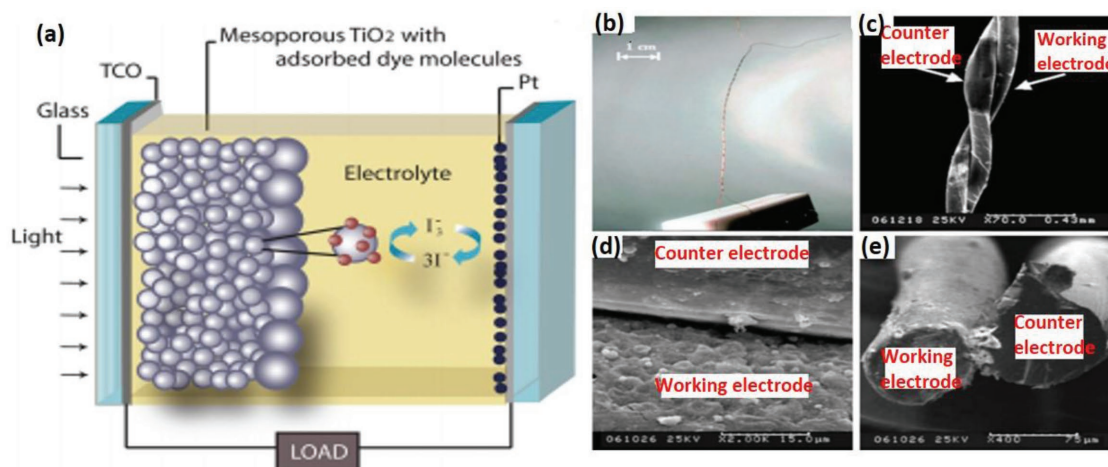 (a)
Mesoporous TiO2 with
adsorbed dye molecules
TCO
Pt
Glass
Electrolyte
Light
I3-
3I-
LOAD
(b)
1 cm
(c)
Counter
electrode
Working
electrode
061218 25KV X70.0 0.43mm
(d)
Counter electrode
Working electrode
061026 25KV X2.00K 15.0µm
(e)
Counter
electrode
Working
electrode
061026 25KV X400 75µm